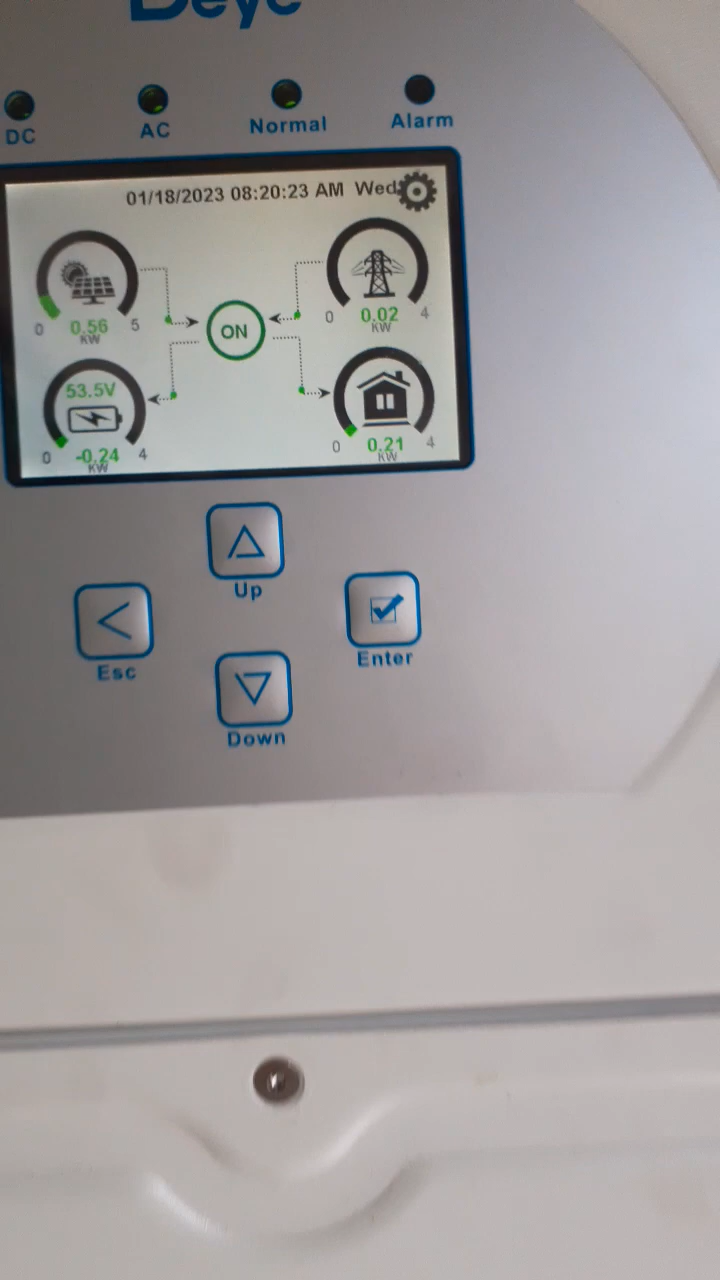 Deye
DC AC Normal Alarm
01/18/2023 08:20:23 AM Wed
0 0.56 5
KW
ON
0 0.02 4
KW
53.5V
0 -0.24 4
KW
0 0.21 4
KW
Up
Esc
Enter
Down